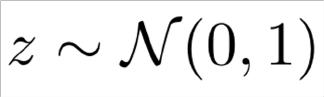 z ∼ 𝒩(0, 1)